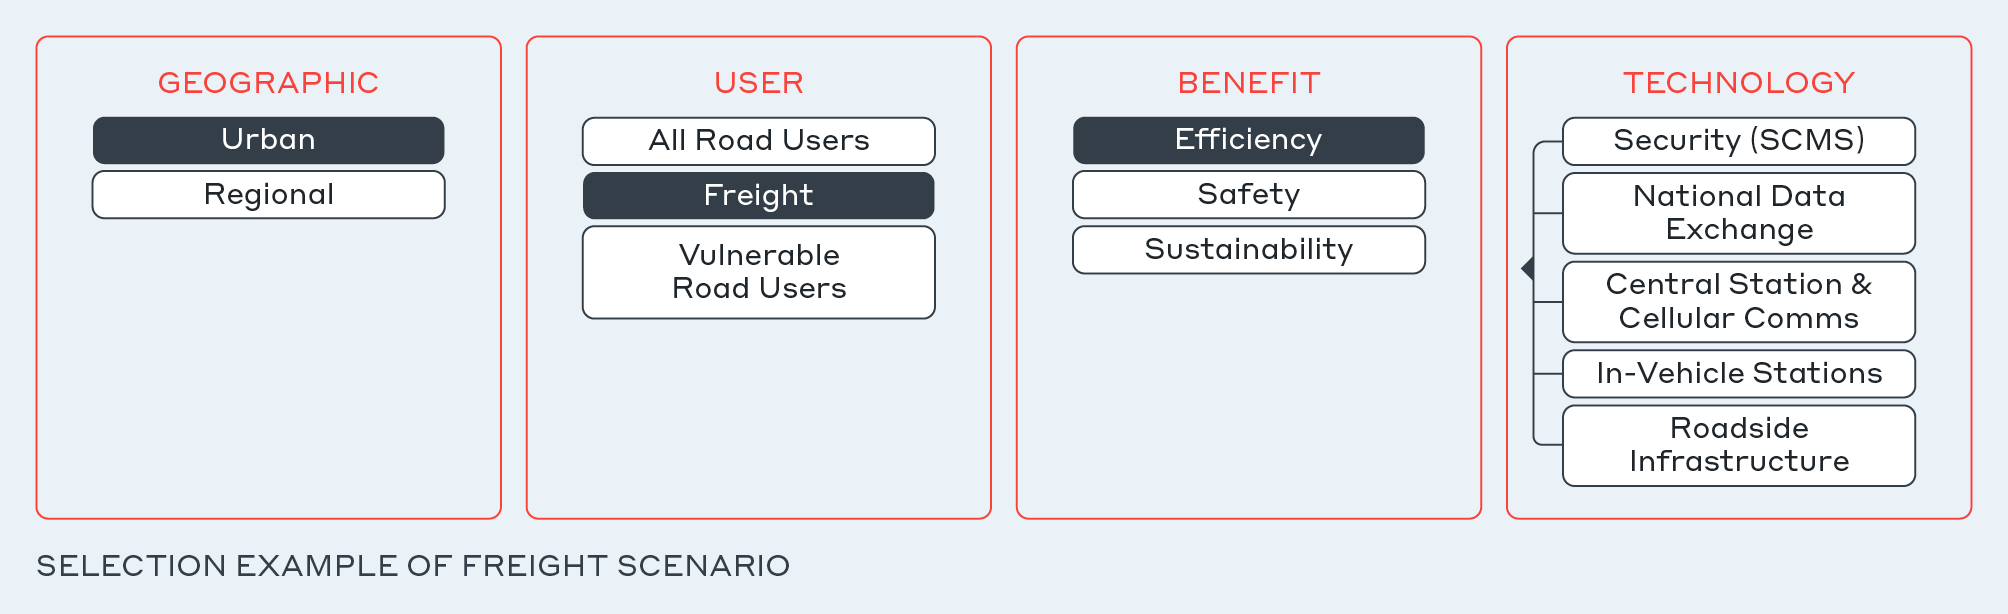 GEOGRAPHIC
Urban
Regional
USER
All Road Users
Freight
Vulnerable
Road Users
BENEFIT
Efficiency
Safety
Sustainability
TECHNOLOGY
Security (SCMS)
National Data
Exchange
Central Station &
Cellular Comms
In-Vehicle Stations
Roadside
Infrastructure
SELECTION EXAMPLE OF FREIGHT SCENARIO